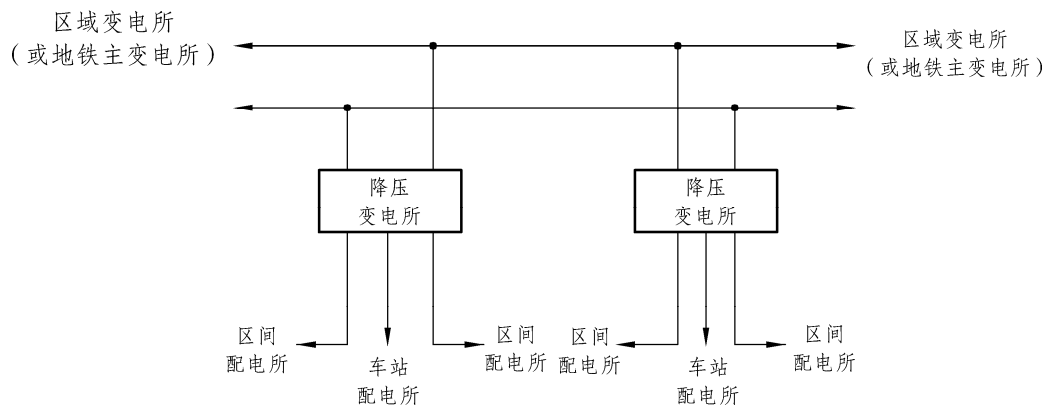 区域变电所
（或地铁主变电所）
区域变电所
（或地铁主变电所）
降压
变电所
降压
变电所
区间
配电所
车站
配电所
区间
配电所
区间
配电所
车站
配电所
区间
配电所